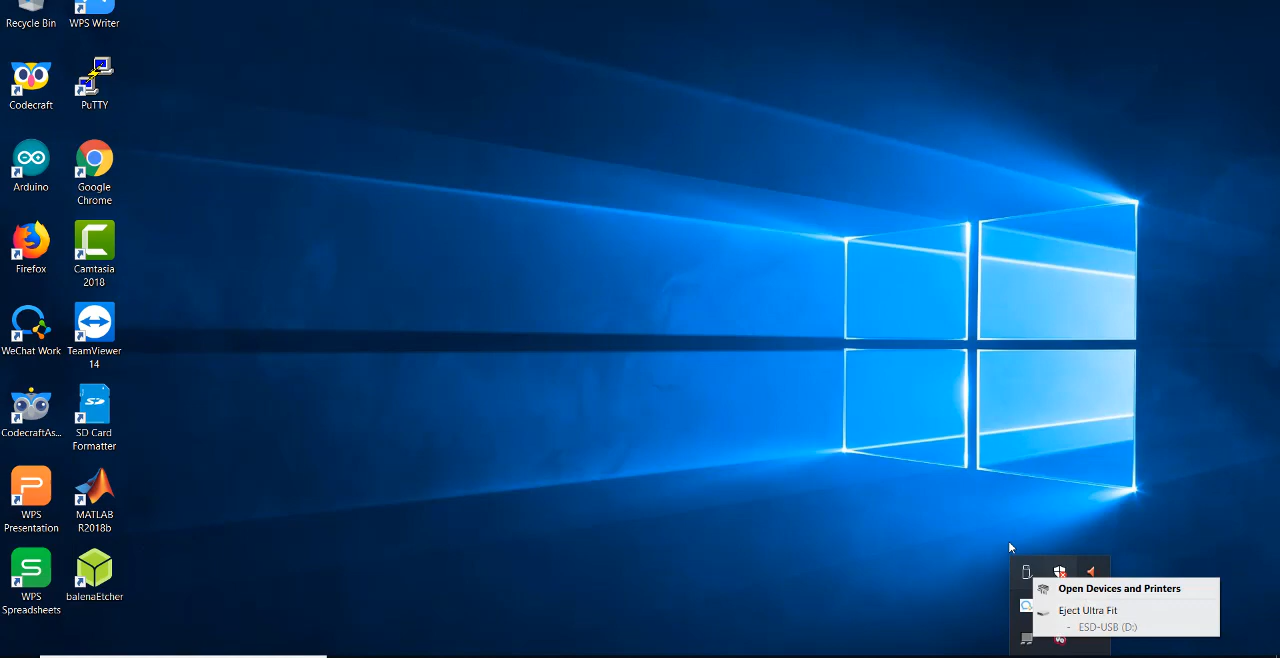 Recycle Bin
WPS Writer
Codecraft
PuTTY
Arduino
Google
Chrome
Firefox
Camtasia
2018
WeChat Work
TeamViewer
14
CodecraftAs...
SD Card
Formatter
WPS
Presentation
MATLAB
R2018b
WPS
Spreadsheets
balenaEtcher
Open Devices and Printers
Eject Ultra Fit
- ESD-USB (D:)